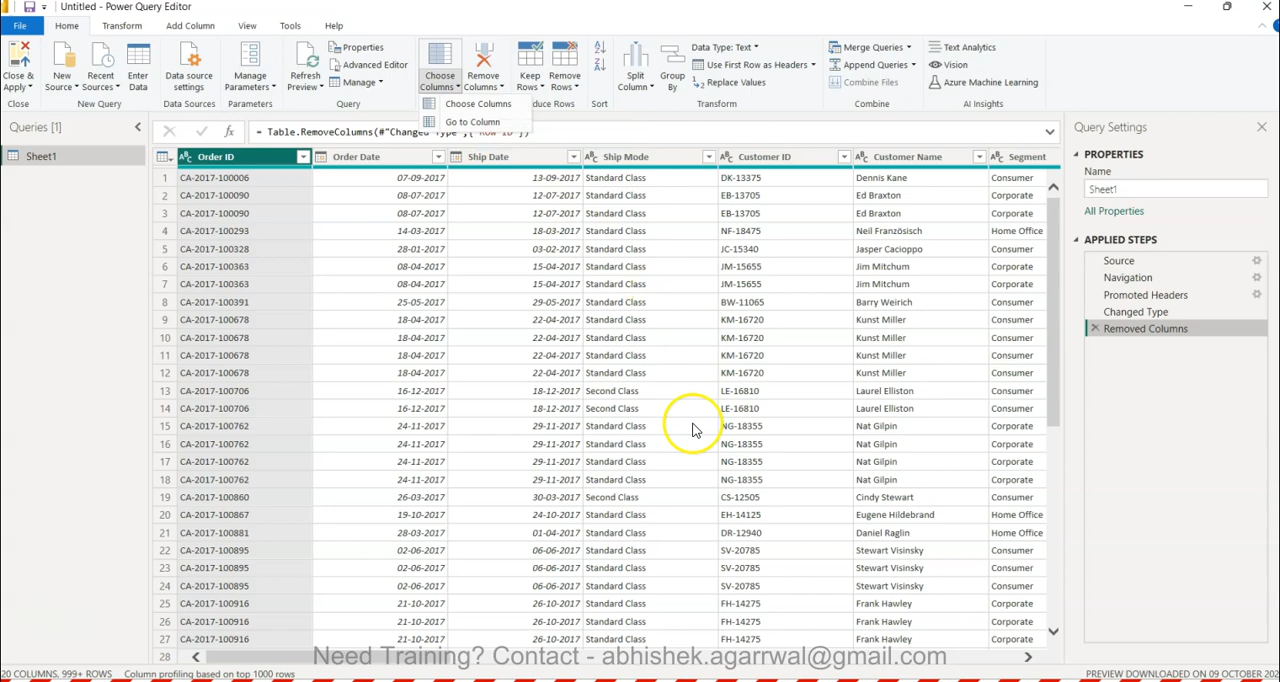 Untitled - Power Query Editor
File Home Transform Add Column View Tools Help
Close & Apply
New Source
Recent Sources
Enter Data
Data source settings
Manage Parameters
Refresh Preview
Properties
Advanced Editor
Manage
Choose Columns
Remove Columns
Keep Rows
Remove Rows
Split Column
Group By
Data Type: Text
Use First Row as Headers
Replace Values
Merge Queries
Append Queries
Combine Files
Text Analytics
Vision
Azure Machine Learning
Close New Query Data Sources Parameters Query duce Rows Sort Transform Combine AI Insights
Choose Columns
Go to Column
Queries [1]
Sheet1
fx = Table.RemoveColumns(#"Changed Type",{"Row ID"})
Order ID Order Date Ship Date Ship Mode Customer ID Customer Name Segment
1 CA-2017-100006 07-09-2017 13-09-2017 Standard Class DK-13375 Dennis Kane Consumer
2 CA-2017-100090 08-07-2017 12-07-2017 Standard Class EB-13705 Ed Braxton Corporate
3 CA-2017-100090 08-07-2017 12-07-2017 Standard Class EB-13705 Ed Braxton Corporate
4 CA-2017-100293 14-03-2017 18-03-2017 Standard Class NF-18475 Neil Französisch Home Office
5 CA-2017-100328 28-01-2017 03-02-2017 Standard Class JC-15340 Jasper Cacioppo Consumer
6 CA-2017-100363 08-04-2017 15-04-2017 Standard Class JM-15655 Jim Mitchum Corporate
7 CA-2017-100363 08-04-2017 15-04-2017 Standard Class JM-15655 Jim Mitchum Corporate
8 CA-2017-100391 25-05-2017 29-05-2017 Standard Class BW-11065 Barry Weirich Consumer
9 CA-2017-100678 18-04-2017 22-04-2017 Standard Class KM-16720 Kunst Miller Consumer
10 CA-2017-100678 18-04-2017 22-04-2017 Standard Class KM-16720 Kunst Miller Consumer
11 CA-2017-100678 18-04-2017 22-04-2017 Standard Class KM-16720 Kunst Miller Consumer
12 CA-2017-100678 18-04-2017 22-04-2017 Standard Class KM-16720 Kunst Miller Consumer
13 CA-2017-100706 16-12-2017 18-12-2017 Second Class LE-16810 Laurel Elliston Consumer
14 CA-2017-100706 16-12-2017 18-12-2017 Second Class LE-16810 Laurel Elliston Consumer
15 CA-2017-100762 24-11-2017 29-11-2017 Standard Class NG-18355 Nat Gilpin Corporate
16 CA-2017-100762 24-11-2017 29-11-2017 Standard Class NG-18355 Nat Gilpin Corporate
17 CA-2017-100762 24-11-2017 29-11-2017 Standard Class NG-18355 Nat Gilpin Corporate
18 CA-2017-100762 24-11-2017 29-11-2017 Standard Class NG-18355 Nat Gilpin Corporate
19 CA-2017-100860 26-03-2017 30-03-2017 Second Class CS-12505 Cindy Stewart Consumer
20 CA-2017-100867 19-10-2017 24-10-2017 Standard Class EH-14125 Eugene Hildebrand Home Office
21 CA-2017-100881 28-03-2017 01-04-2017 Standard Class DR-12940 Daniel Raglin Home Office
22 CA-2017-100895 02-06-2017 06-06-2017 Standard Class SV-20785 Stewart Visinsky Consumer
23 CA-2017-100895 02-06-2017 06-06-2017 Standard Class SV-20785 Stewart Visinsky Consumer
24 CA-2017-100895 02-06-2017 06-06-2017 Standard Class SV-20785 Stewart Visinsky Consumer
25 CA-2017-100916 21-10-2017 26-10-2017 Standard Class FH-14275 Frank Hawley Corporate
26 CA-2017-100916 21-10-2017 26-10-2017 Standard Class FH-14275 Frank Hawley Corporate
27 CA-2017-100916 21-10-2017 26-10-2017 Standard Class FH-14275 Frank Hawley Corporate
28
Query Settings
PROPERTIES
Name
Sheet1
All Properties
APPLIED STEPS
Source
Navigation
Promoted Headers
Changed Type
Removed Columns
Need Training? Contact - abhishek.agarrwal@gmail.com
20 COLUMNS, 999+ ROWS Column profiling based on top 1000 rows PREVIEW DOWNLOADED ON 09 OCTOBER 202